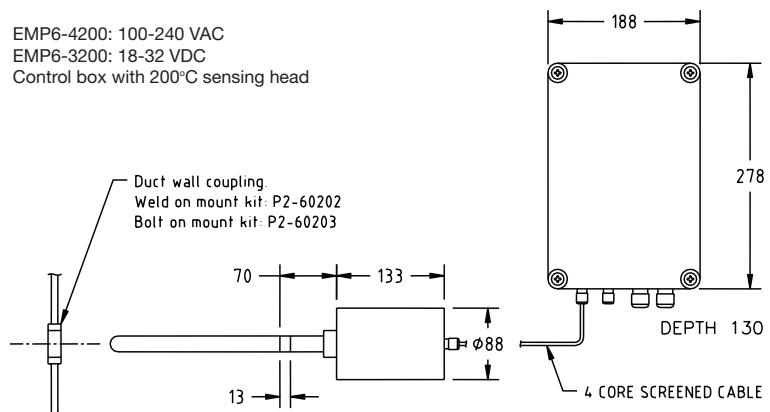 EMP6-4200: 100-240 VAC
EMP6-3200: 18-32 VDC
Control box with 200°C sensing head
188
278
Duct wall coupling.
Weld on mount kit: P2-60202
Bolt on mount kit: P2-60203
70
133
DEPTH 130
Ø88
13
4 CORE SCREENED CABLE